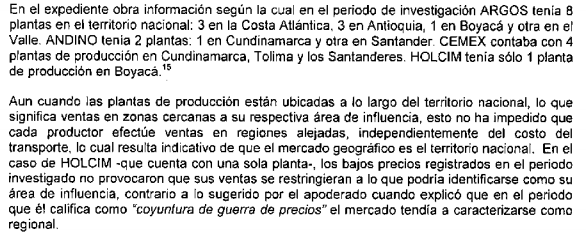 En el expediente obra información según la cual en el periodo de investigación ARGOS tenía 8
plantas en el territorio nacional: 3 en la Costa Atlántica, 3 en Antioquia, 1 en Boyacá y otra en el
Valle. ANDINO tenía 2 plantas: 1 en Cundinamarca y otra en Santander. CEMEX contaba con 4
plantas de producción en Cundinamarca, Tolima y los Santanderes. HOLCIM tenía sólo 1 planta
de producción en Boyacá.15
Aun cuando las plantas de producción están ubicadas a lo largo del territorio nacional, lo que
significa ventas en zonas cercanas a su respectiva área de influencia, esto no ha impedido que
cada productor efectúe ventas en regiones alejadas, independientemente del costo del
transporte, lo cual resulta indicativo de que el mercado geográfico es el territorio nacional. En el
caso de HOLCIM -que cuenta con una sola planta-, los bajos precios registrados en el periodo
investigado no provocaron que sus ventas se restringieran a lo que podría identificarse como su
área de influencia, contrario a lo sugerido por el apoderado cuando explicó que en el periodo
que él califica como "coyuntura de guerra de precios" el mercado tendía a caracterizarse como
regional.